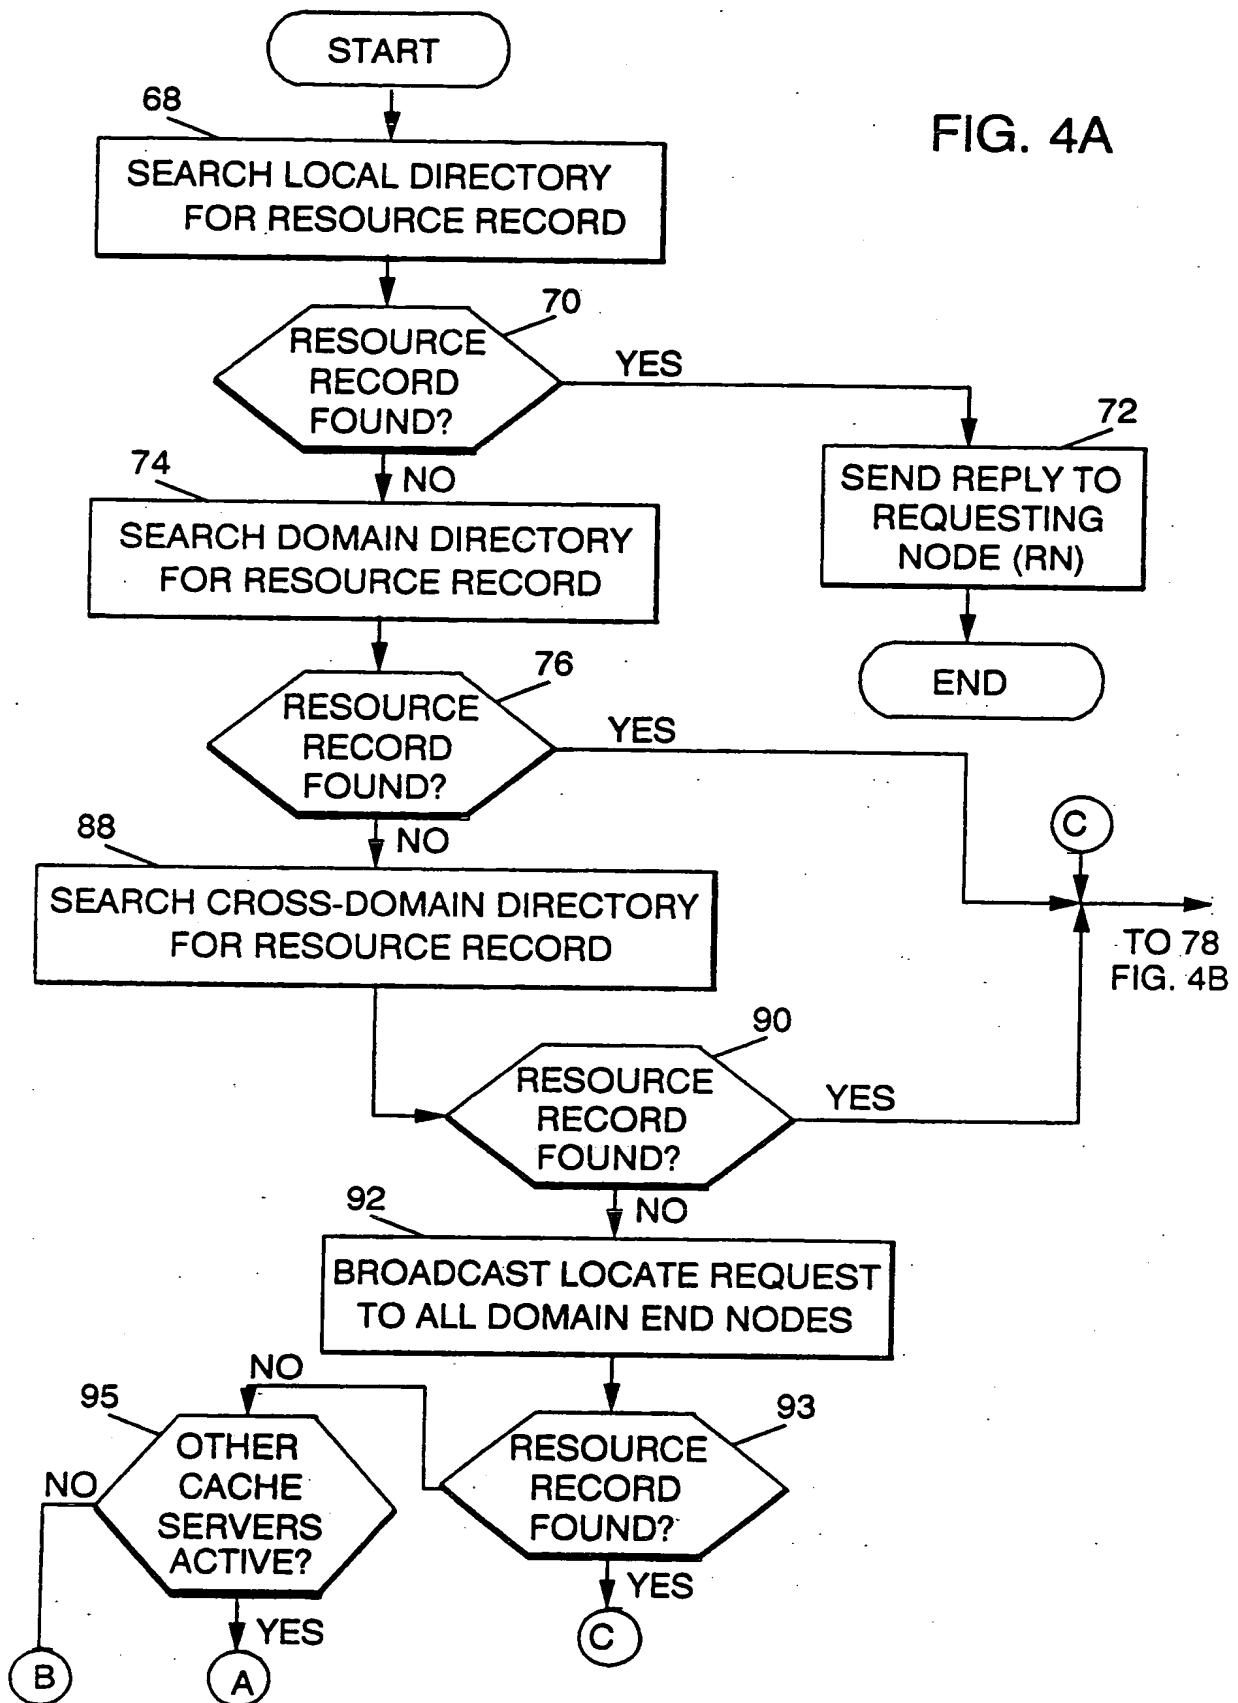 START
FIG. 4A
68
SEARCH LOCAL DIRECTORY
FOR RESOURCE RECORD
70
RESOURCE
RECORD
FOUND?
YES
NO
72
SEND REPLY TO
REQUESTING
NODE (RN)
END
74
SEARCH DOMAIN DIRECTORY
FOR RESOURCE RECORD
76
RESOURCE
RECORD
FOUND?
YES
NO
C
TO 78
FIG. 4B
88
SEARCH CROSS-DOMAIN DIRECTORY
FOR RESOURCE RECORD
90
RESOURCE
RECORD
FOUND?
YES
NO
92
BROADCAST LOCATE REQUEST
TO ALL DOMAIN END NODES
93
RESOURCE
RECORD
FOUND?
NO
YES
C
95
OTHER
CACHE
SERVERS
ACTIVE?
NO
YES
B
A